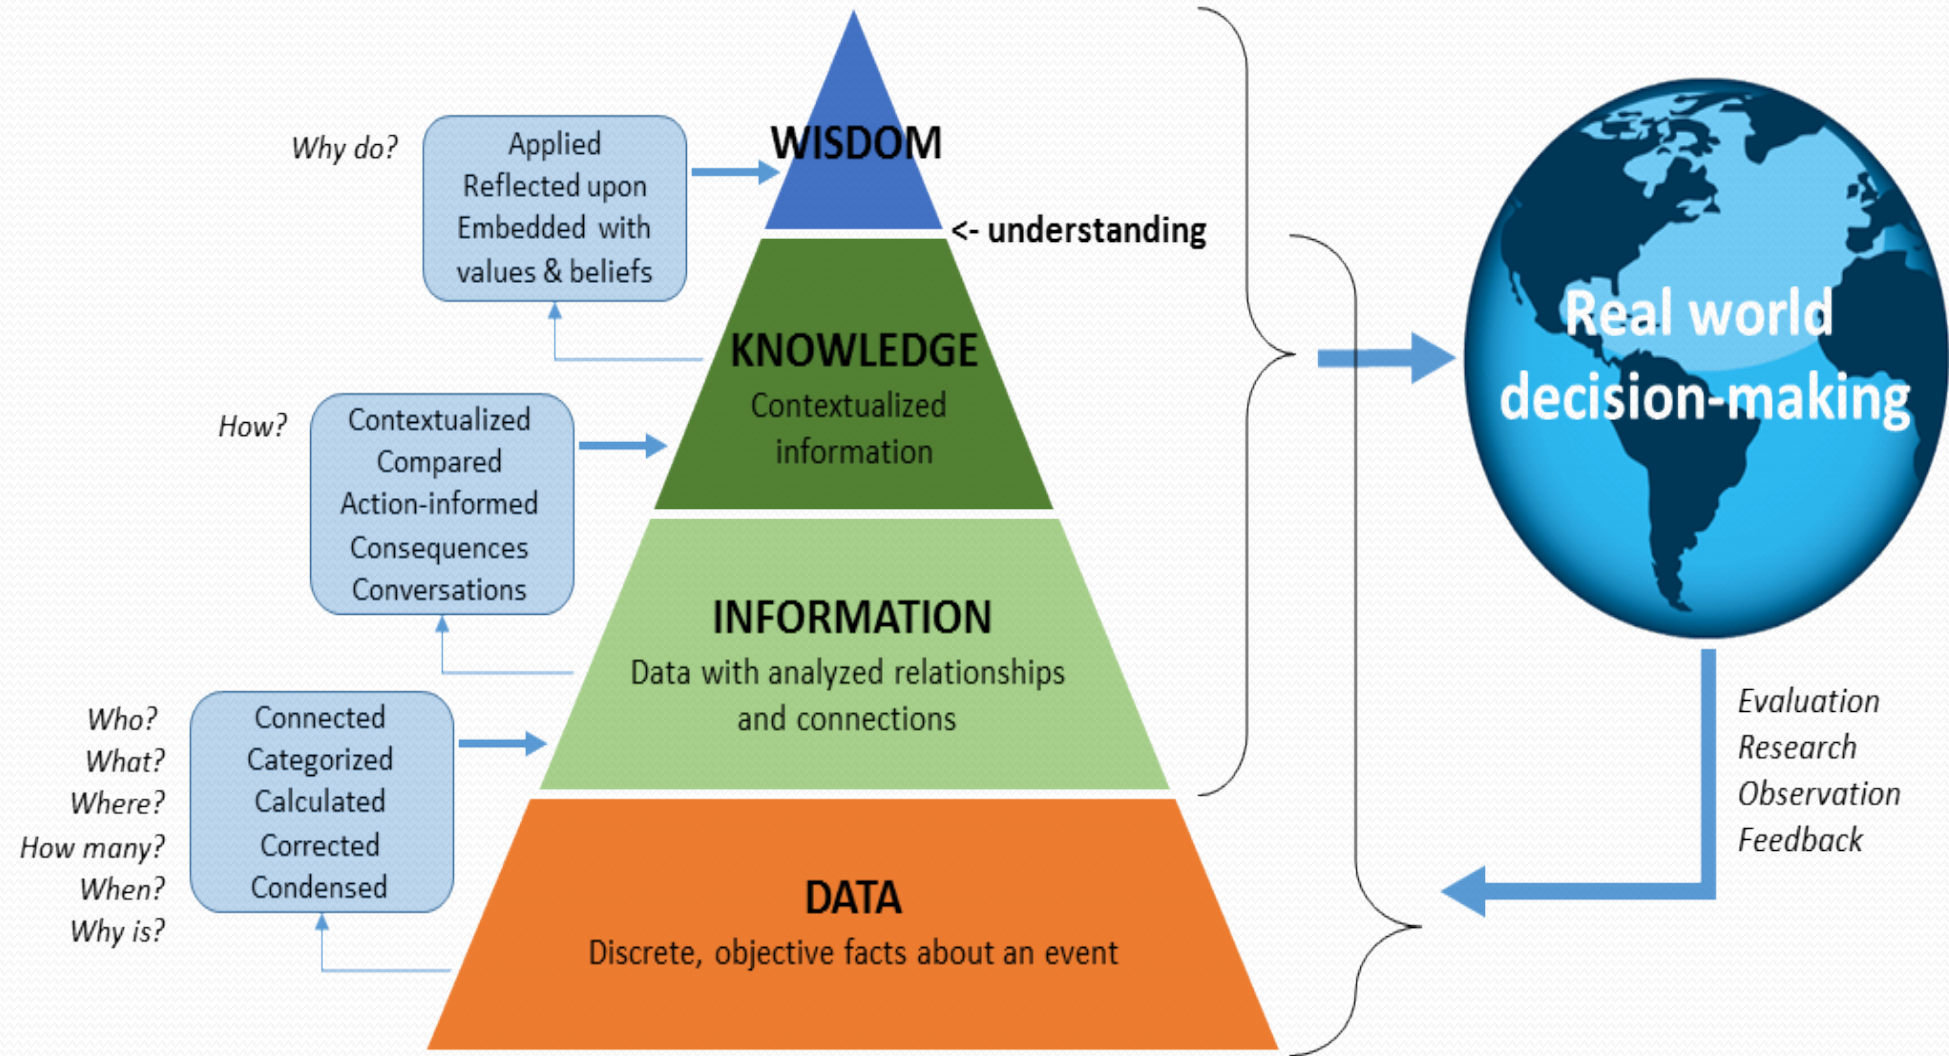 WISDOM
<- understanding
Why do?
Applied
Reflected upon
Embedded with
values & beliefs
KNOWLEDGE
Contextualized
information
How?
Contextualized
Compared
Action-informed
Consequences
Conversations
INFORMATION
Data with analyzed relationships
and connections
Who?
What?
Where?
How many?
When?
Why is?
Connected
Categorized
Calculated
Corrected
Condensed
DATA
Discrete, objective facts about an event
Real world
decision-making
Evaluation
Research
Observation
Feedback